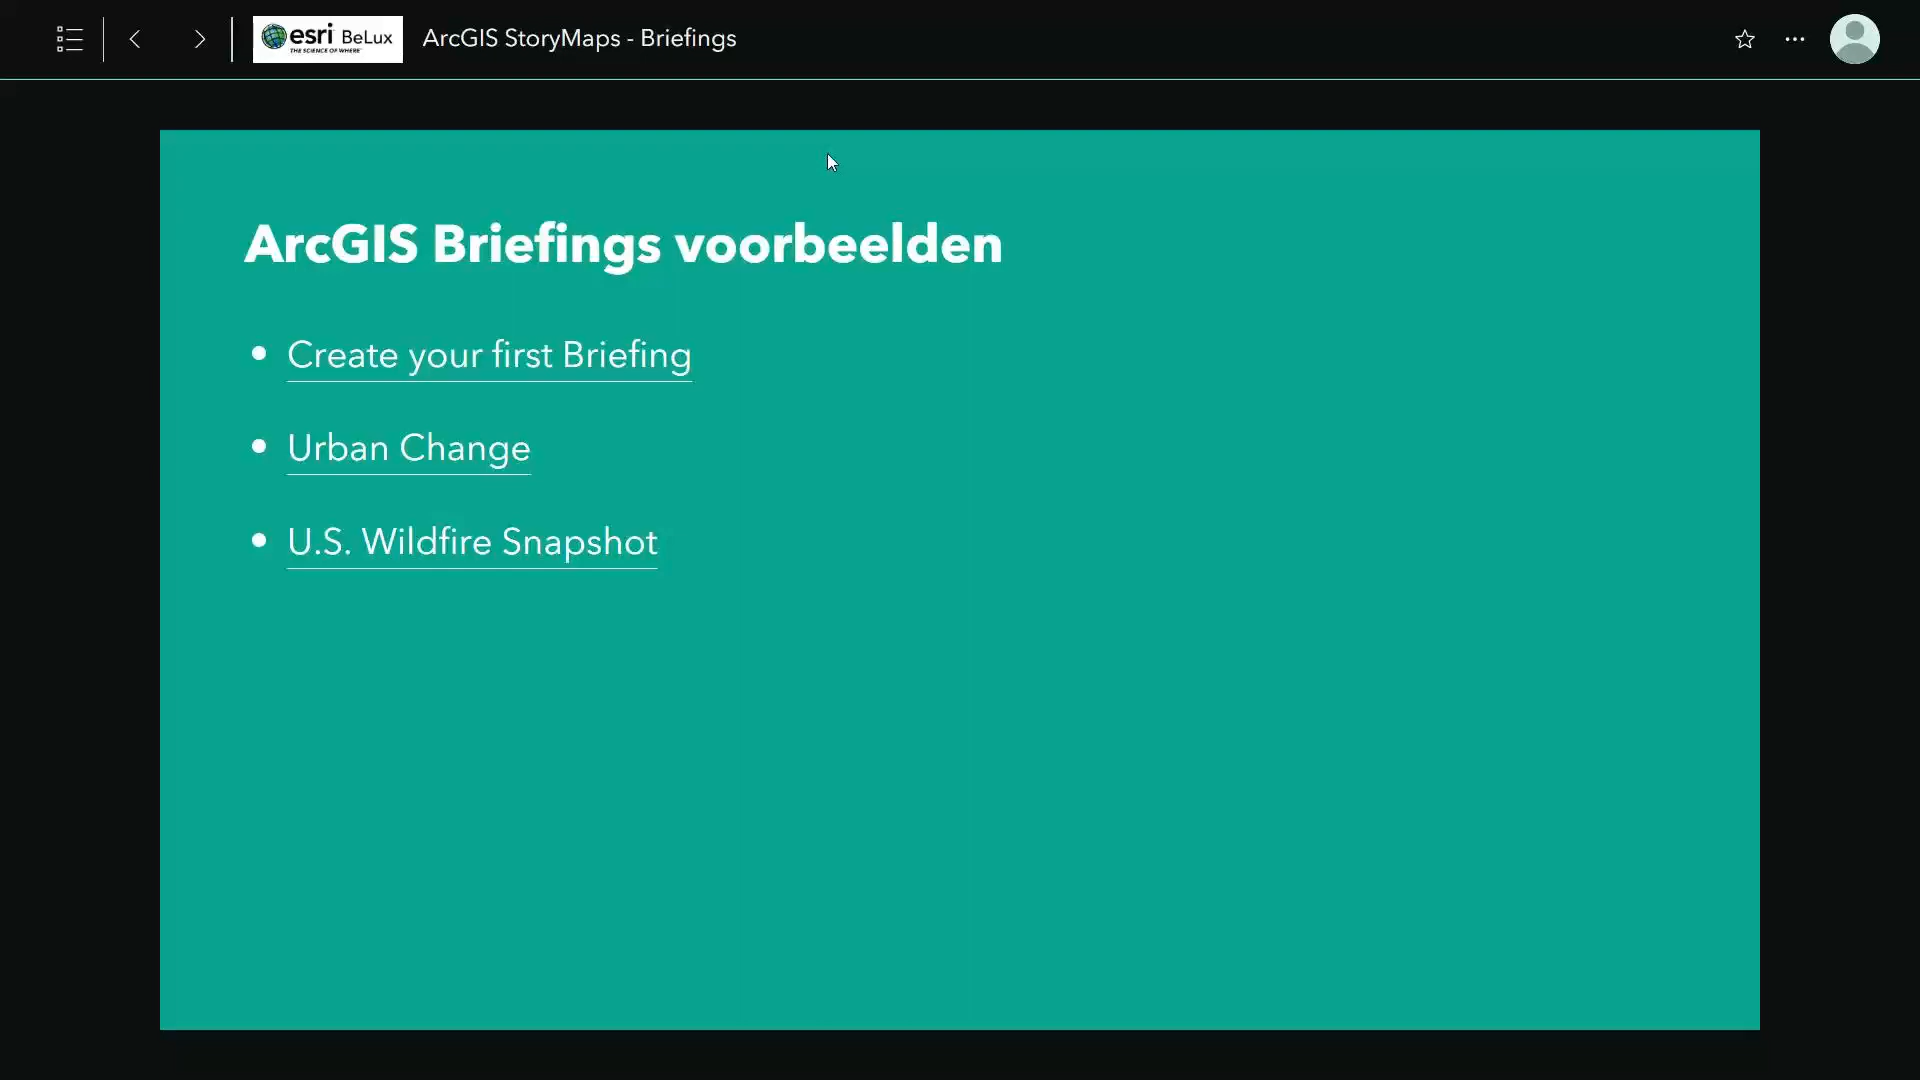 esri BeLux
THE SCIENCE OF WHERE
ArcGIS StoryMaps - Briefings
ArcGIS Briefings voorbeelden
Create your first Briefing
Urban Change
U.S. Wildfire Snapshot